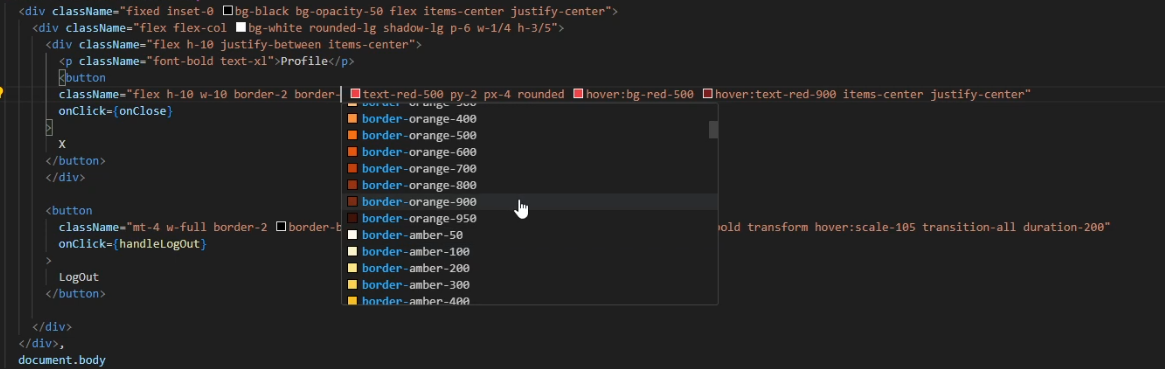 <div className="fixed inset-0 bg-black bg-opacity-50 flex items-center justify-center">
<div className="flex flex-col bg-white rounded-lg shadow-lg p-6 w-1/4 h-3/5">
<div className="flex h-10 justify-between items-center">
<p className="font-bold text-xl">Profile</p>
<button
className="flex h-10 w-10 border-2 border- text-red-500 py-2 px-4 rounded hover:bg-red-500 hover:text-red-900 items-center justify-center"
onClick={onClose}
>
X
</button>
</div>
<button
className="mt-4 w-full border-2 border-b
old transform hover:scale-105 transition-all duration-200"
onClick={handleLogOut}
>
LogOut
</button>
</div>
</div>,
document.body
border-orange-300
border-orange-400
border-orange-500
border-orange-600
border-orange-700
border-orange-800
border-orange-900
border-orange-950
border-amber-50
border-amber-100
border-amber-200
border-amber-300
border-amber-400